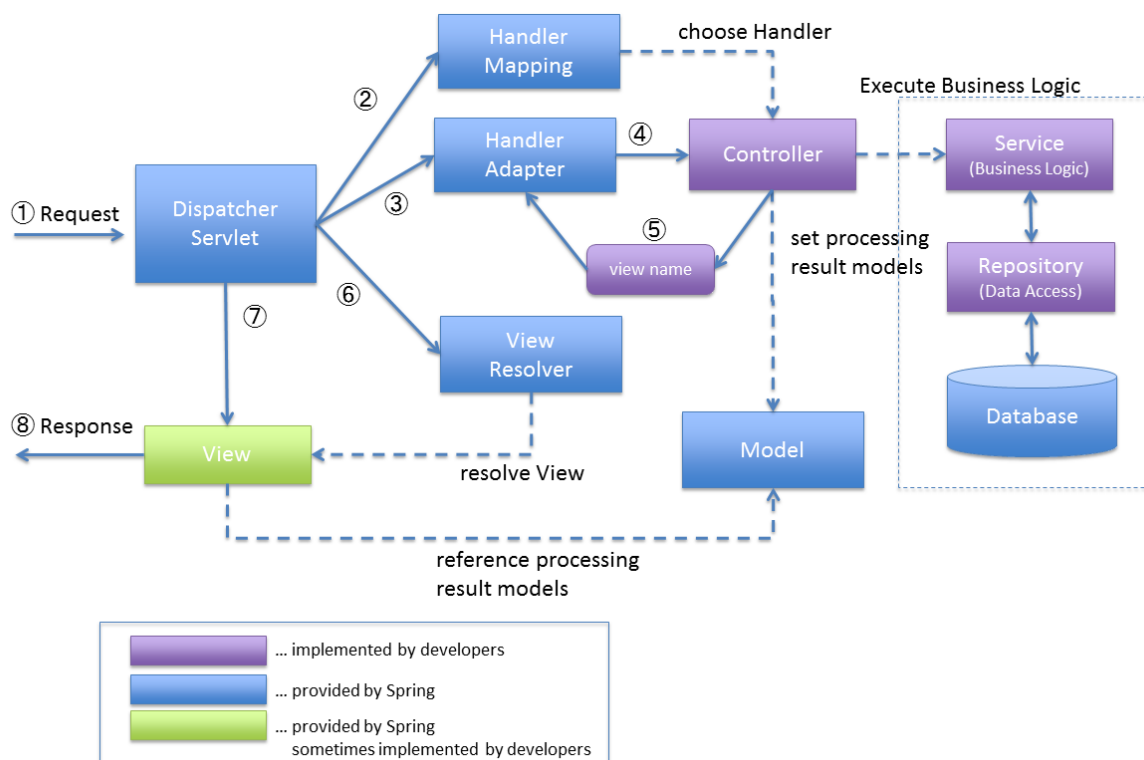 Handler
Mapping
choose Handler
Execute Business Logic
②
Handler
Adapter
④
Controller
Service
(Business Logic)
① Request
Dispatcher
Servlet
③
⑤
view name
set processing
result models
Repository
(Data Access)
⑥
⑦
View
Resolver
Database
⑧ Response
View
resolve View
Model
reference processing
result models
... implemented by developers
... provided by Spring
... provided by Spring
sometimes implemented by developers